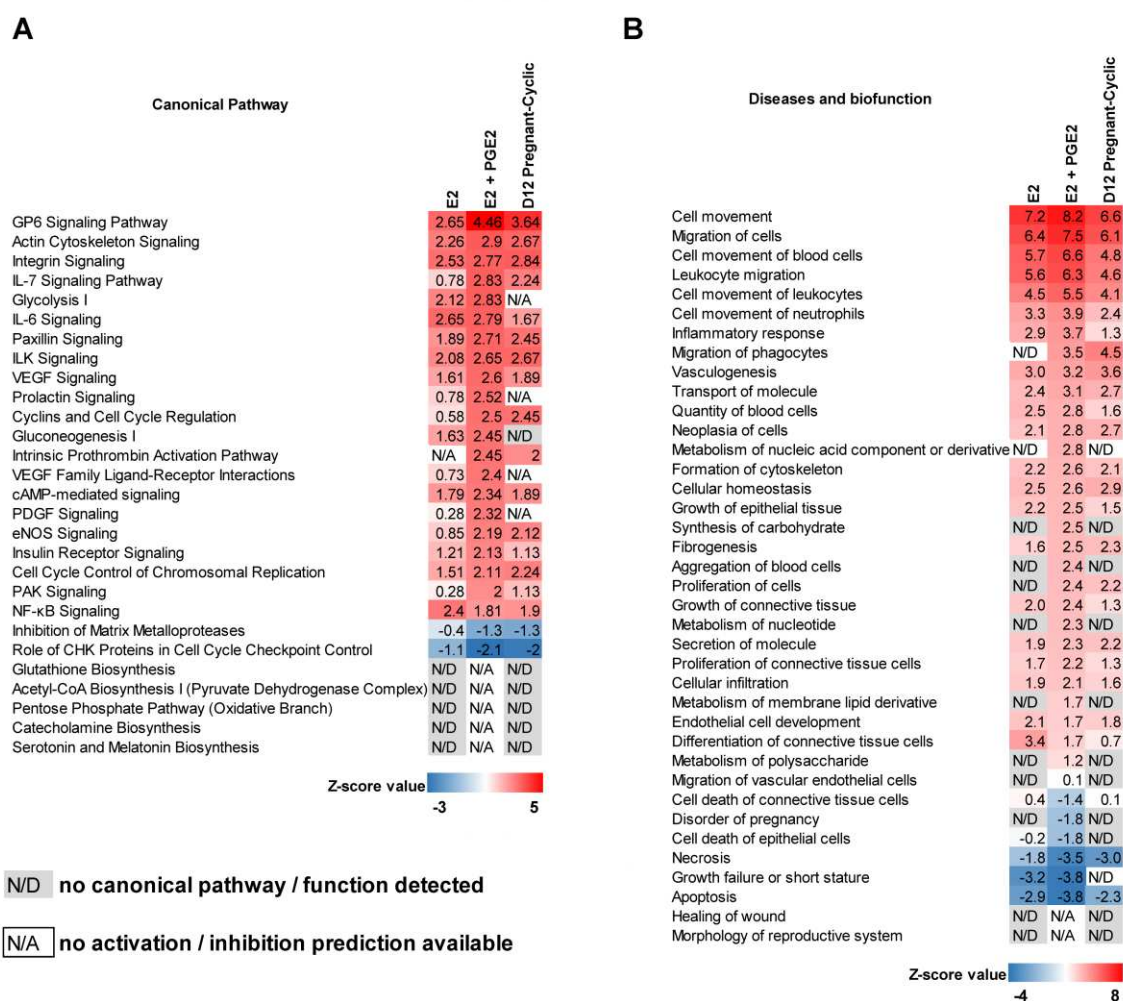 A
Canonical Pathway
E2
E2 + PGE2
D12 Pregnant-Cyclic
GP6 Signaling Pathway 2.65 4.46 3.64
Actin Cytoskeleton Signaling 2.26 2.9 2.67
Integrin Signaling 2.53 2.77 2.84
IL-7 Signaling Pathway 0.78 2.83 2.24
Glycolysis I 2.12 2.83 N/A
IL-6 Signaling 2.65 2.79 1.67
Paxillin Signaling 1.89 2.71 2.45
ILK Signaling 2.08 2.65 2.67
VEGF Signaling 1.61 2.6 1.89
Prolactin Signaling 0.78 2.52 N/A
Cyclins and Cell Cycle Regulation 0.58 2.5 2.45
Gluconeogenesis I 1.63 2.45 N/D
Intrinsic Prothrombin Activation Pathway N/A 2.45 2
VEGF Family Ligand-Receptor Interactions 0.73 2.4 N/A
cAMP-mediated signaling 1.79 2.34 1.89
PDGF Signaling 0.28 2.32 N/A
eNOS Signaling 0.85 2.19 2.12
Insulin Receptor Signaling 1.21 2.13 1.13
Cell Cycle Control of Chromosomal Replication 1.51 2.11 2.24
PAK Signaling 0.28 2 1.13
NF-κB Signaling 2.4 1.81 1.9
Inhibition of Matrix Metalloproteases -0.4 -1.3 -1.3
Role of CHK Proteins in Cell Cycle Checkpoint Control -1.1 -2.1 -2
Glutathione Biosynthesis N/D N/A N/D
Acetyl-CoA Biosynthesis I (Pyruvate Dehydrogenase Complex) N/D N/A N/D
Pentose Phosphate Pathway (Oxidative Branch) N/D N/A N/D
Catecholamine Biosynthesis N/D N/A N/D
Serotonin and Melatonin Biosynthesis N/D N/A N/D
Z-score value
-3 5
N/D no canonical pathway / function detected
N/A no activation / inhibition prediction available
B
Diseases and biofunction
E2
E2 + PGE2
D12 Pregnant-Cyclic
Cell movement 7.2 8.2 6.6
Migration of cells 6.4 7.5 6.1
Cell movement of blood cells 5.7 6.6 4.8
Leukocyte migration 5.6 6.3 4.6
Cell movement of leukocytes 4.5 5.5 4.1
Cell movement of neutrophils 3.3 3.9 2.4
Inflammatory response 2.9 3.7 1.3
Migration of phagocytes N/D 3.5 4.5
Vasculogenesis 3.0 3.2 3.6
Transport of molecule 2.4 3.1 2.7
Quantity of blood cells 2.5 2.8 1.6
Neoplasia of cells 2.1 2.8 2.7
Metabolism of nucleic acid component or derivative N/D 2.8 N/D
Formation of cytoskeleton 2.2 2.6 2.1
Cellular homeostasis 2.5 2.6 2.9
Growth of epithelial tissue 2.2 2.5 1.5
Synthesis of carbohydrate N/D 2.5 N/D
Fibrogenesis 1.6 2.5 2.3
Aggregation of blood cells N/D 2.4 N/D
Proliferation of cells N/D 2.4 2.2
Growth of connective tissue 2.0 2.4 1.3
Metabolism of nucleotide N/D 2.3 N/D
Secretion of molecule 1.9 2.3 2.2
Proliferation of connective tissue cells 1.7 2.2 1.3
Cellular infiltration 1.9 2.1 1.6
Metabolism of membrane lipid derivative N/D 1.7 N/D
Endothelial cell development 2.1 1.7 1.8
Differentiation of connective tissue cells 3.4 1.7 0.7
Metabolism of polysaccharide N/D 1.2 N/D
Migration of vascular endothelial cells N/D 0.1 N/D
Cell death of connective tissue cells 0.4 -1.4 0.1
Disorder of pregnancy N/D -1.8 N/D
Cell death of epithelial cells -0.2 -1.8 N/D
Necrosis -1.8 -3.5 -3.0
Growth failure or short stature -3.2 -3.8 N/D
Apoptosis -2.9 -3.8 -2.3
Healing of wound N/D N/A N/D
Morphology of reproductive system N/D N/A N/D
Z-score value
-4 8